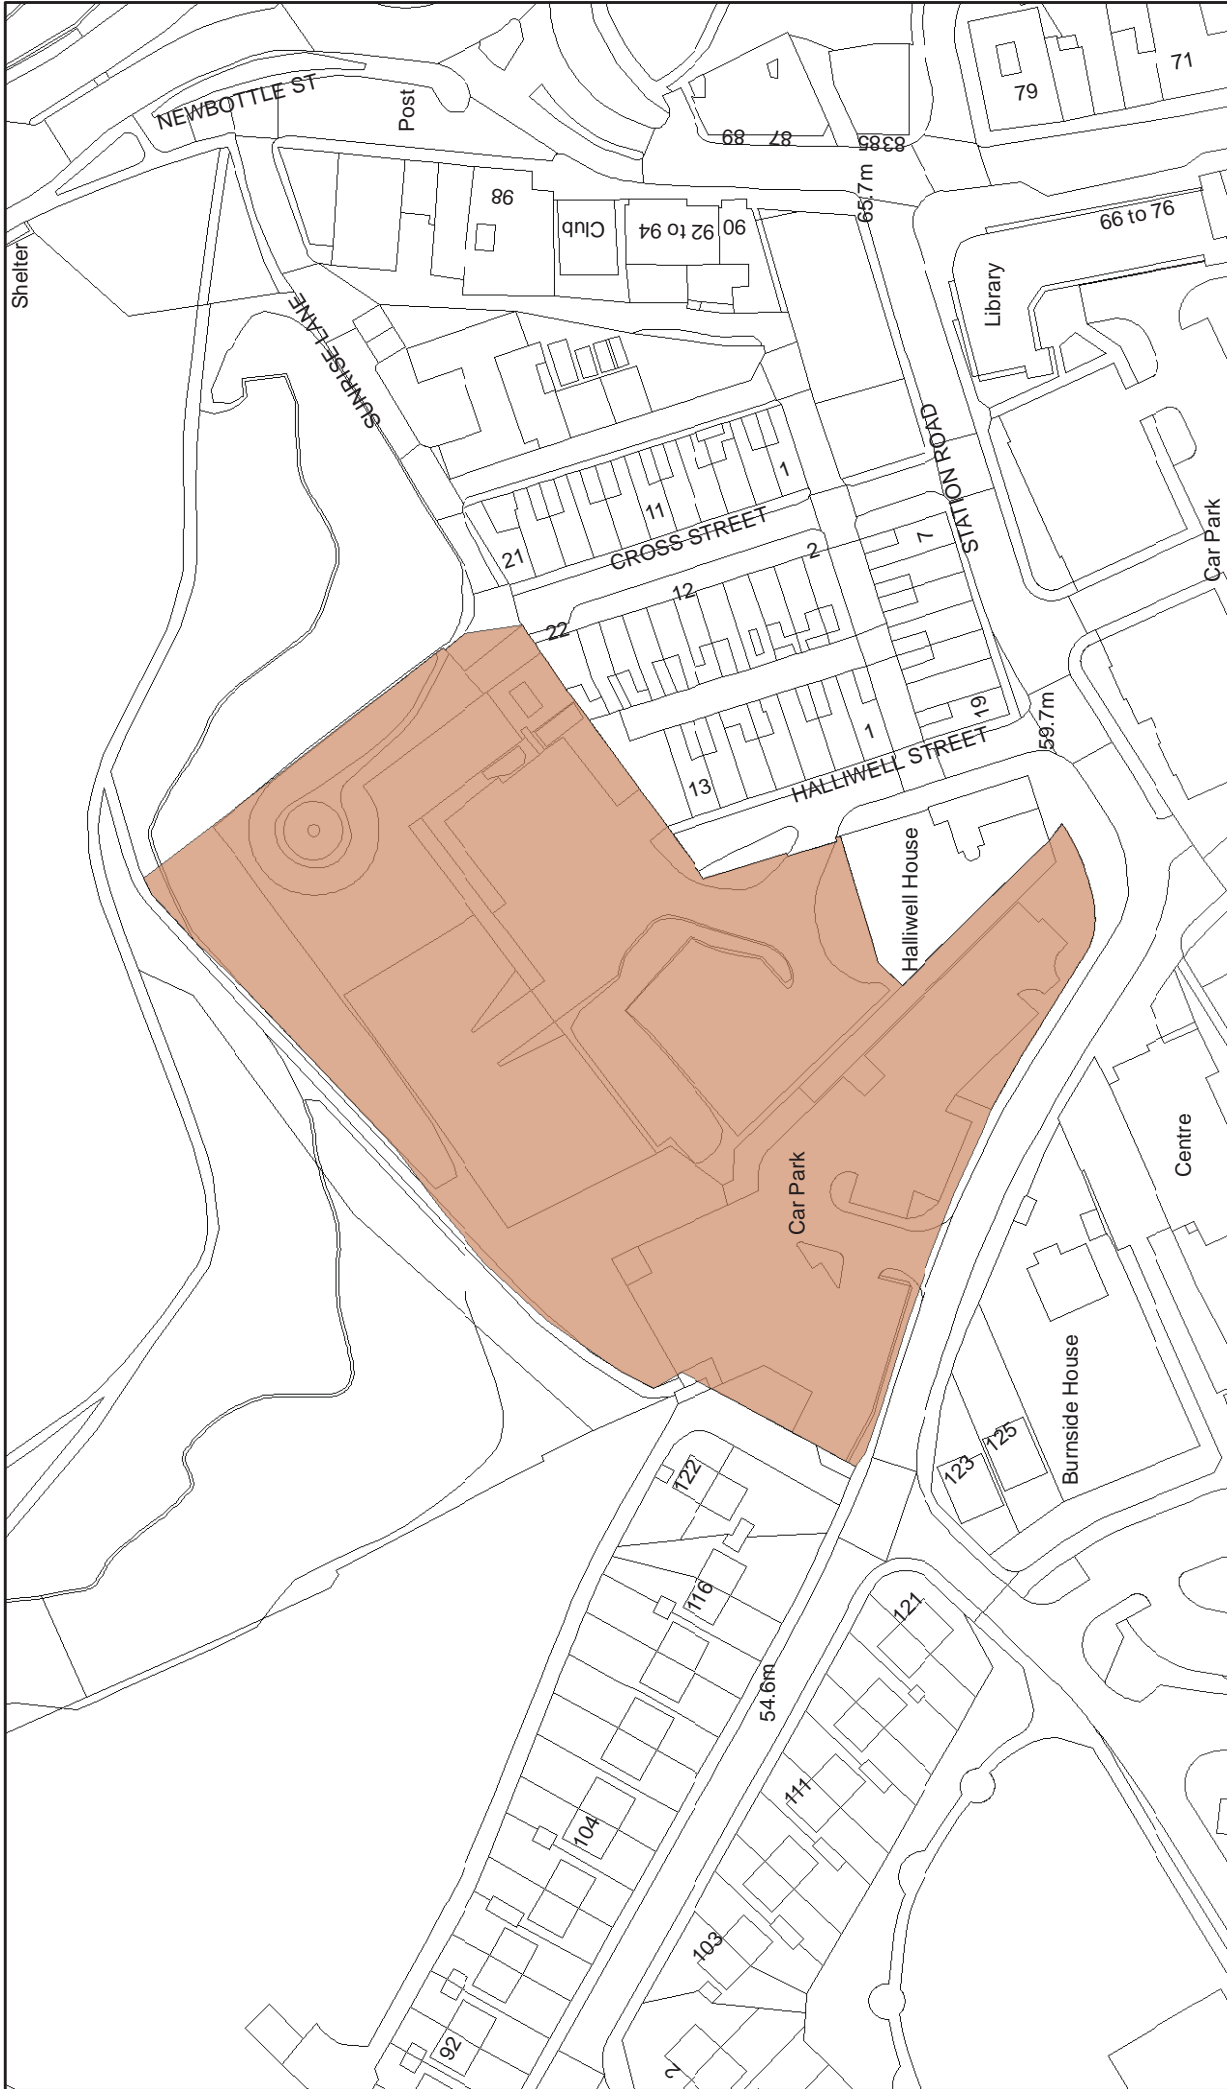 NEWBOTTLE ST
Post
Shelter
SUNRISE LANE
98
Club
92 to 94
90
89
87
8385
65.7m
79
71
66 to 76
Library
STATION ROAD
Car Park
21
11
1
CROSS STREET
22
12
2
7
19
13
1
HALLIWELL STREET
59.7m
Halliwell House
Car Park
Centre
Burnside House
123
125
122
116
121
54.6m
111
104
103
92
2